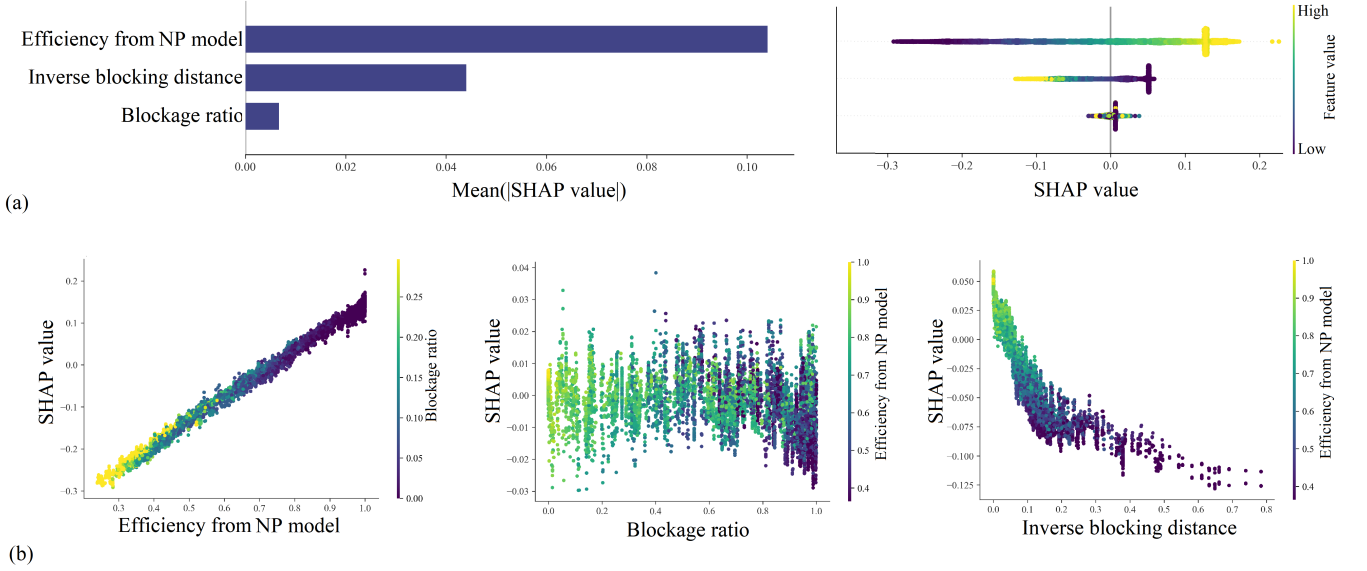 Efficiency from NP model
Inverse blocking distance
Blockage ratio
0.00 0.02 0.04 0.06 0.08 0.10
Mean(|SHAP value|)
−0.3 −0.2 −0.1 0.0 0.1 0.2
SHAP value
High
Feature value
Low
(a)
SHAP value
0.2
0.1
0.0
−0.1
−0.2
−0.3
0.3 0.4 0.5 0.6 0.7 0.8 0.9 1.0
Efficiency from NP model
0.25
0.20
0.15
0.10
0.05
0.00
Blockage ratio
SHAP value
0.04
0.03
0.02
0.01
0.00
−0.01
−0.02
−0.03
0.0 0.2 0.4 0.6 0.8 1.0
Blockage ratio
1.0
0.9
0.8
0.7
0.6
0.5
0.4
Efficiency from NP model
SHAP value
0.050
0.025
0.000
−0.025
−0.050
−0.075
−0.100
−0.125
0.0 0.1 0.2 0.3 0.4 0.5 0.6 0.7 0.8
Inverse blocking distance
1.0
0.9
0.8
0.7
0.6
0.5
0.4
Efficiency from NP model
(b)